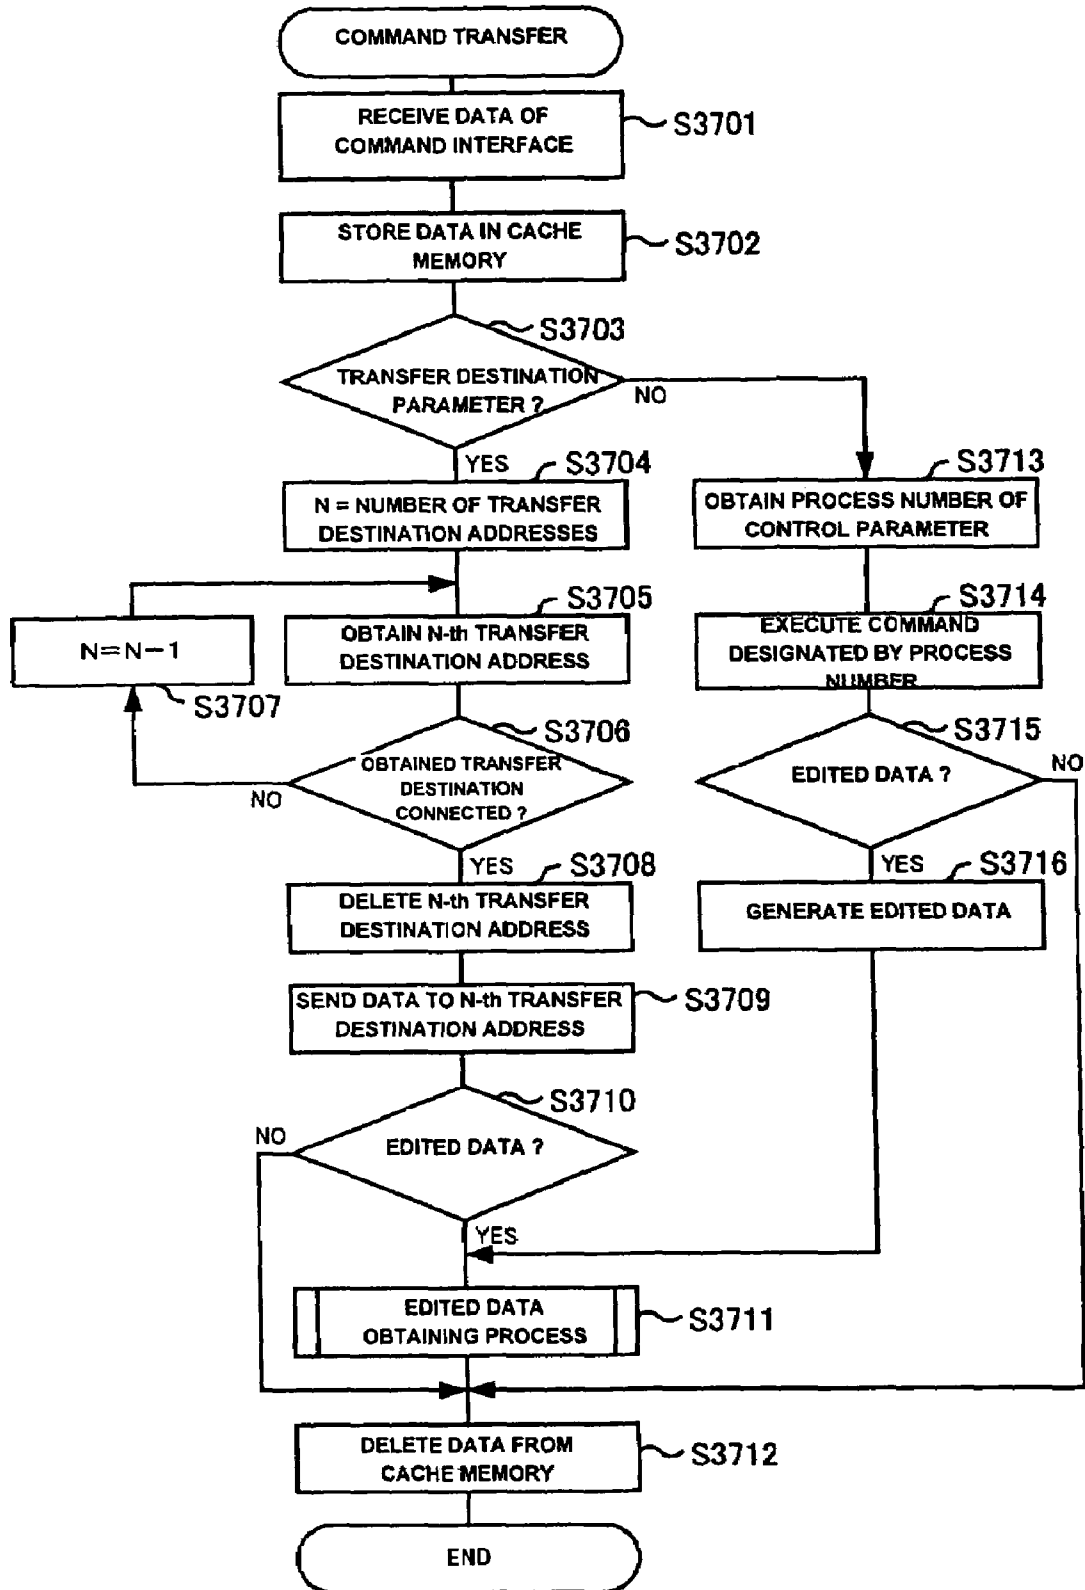 COMMAND TRANSFER
RECEIVE DATA OF
COMMAND INTERFACE
S3701
STORE DATA IN CACHE
MEMORY
S3702
S3703
TRANSFER DESTINATION
PARAMETER ?
NO
YES
S3704
N = NUMBER OF TRANSFER
DESTINATION ADDRESSES
S3713
OBTAIN PROCESS NUMBER OF
CONTROL PARAMETER
S3705
OBTAIN N-th TRANSFER
DESTINATION ADDRESS
N=N-1
S3707
S3714
EXECUTE COMMAND
DESIGNATED BY PROCESS
NUMBER
S3706
OBTAINED TRANSFER
DESTINATION
CONNECTED ?
NO
YES
S3715
EDITED DATA ?
NO
YES
S3708
DELETE N-th TRANSFER
DESTINATION ADDRESS
S3716
GENERATE EDITED DATA
SEND DATA TO N-th TRANSFER
DESTINATION ADDRESS
S3709
S3710
EDITED DATA ?
NO
YES
EDITED DATA
OBTAINING PROCESS
S3711
DELETE DATA FROM
CACHE MEMORY
S3712
END